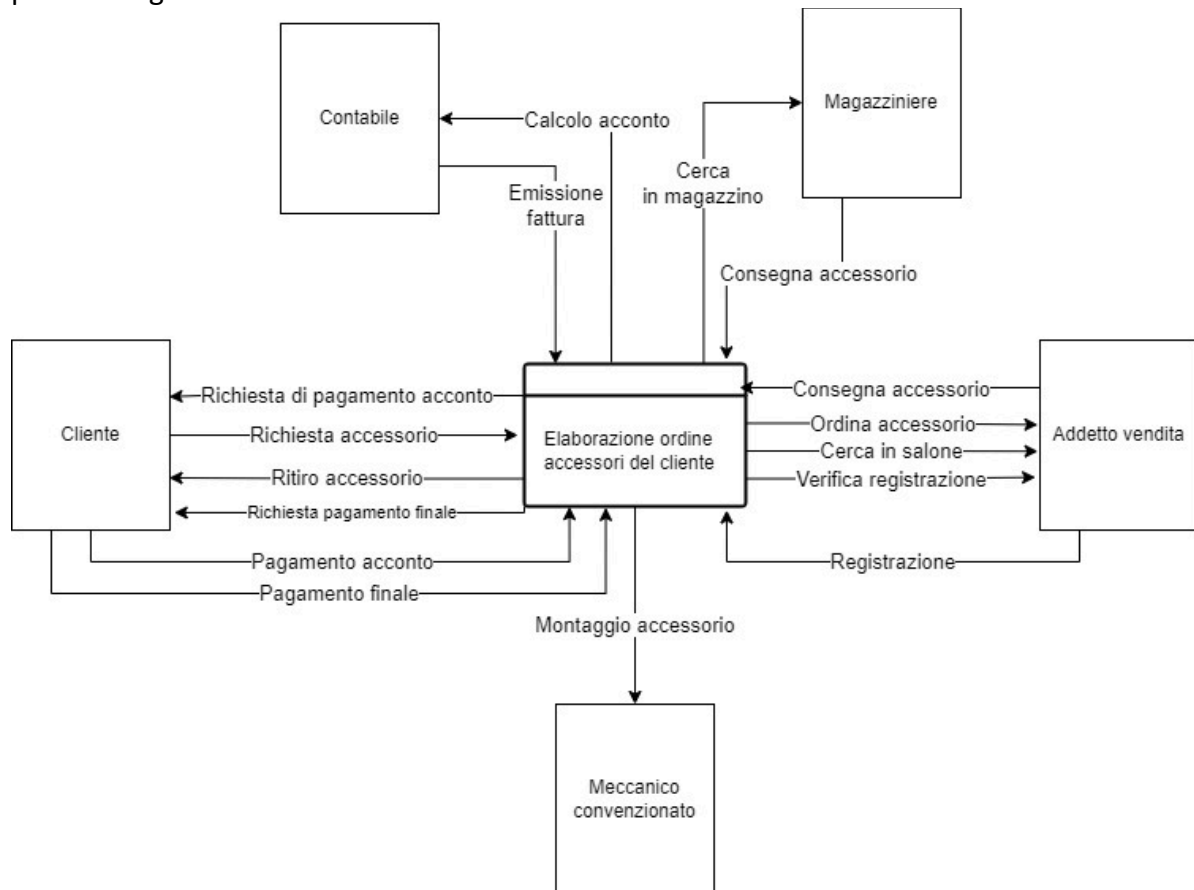 Contabile
Calcolo acconto
Magazziniere
Emissione
fattura
Cerca
in magazzino
Consegna accessorio
Richiesta di pagamento acconto
Consegna accessorio
Cliente
Richiesta accessorio
Elaborazione ordine
accessori del cliente
Ordina accessorio
Cerca in salone
Addetto vendita
Ritiro accessorio
Verifica registrazione
Richiesta pagamento finale
Pagamento acconto
Registrazione
Pagamento finale
Montaggio accessorio
Meccanico
convenzionato